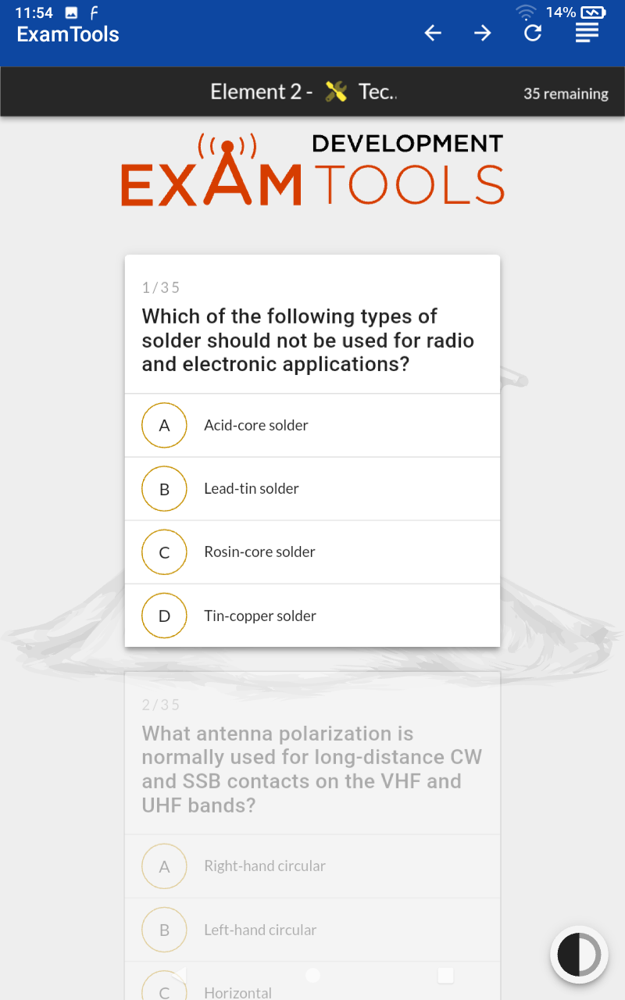 11:54 f 14%
ExamTools
Element 2 - Tec..
35 remaining
DEVELOPMENT
EXAM TOOLS
1/35
Which of the following types of
solder should not be used for radio
and electronic applications?
A Acid-core solder
B Lead-tin solder
C Rosin-core solder
D Tin-copper solder
2/35
What antenna polarization is
normally used for long-distance CW
and SSB contacts on the VHF and
UHF bands?
A Right-hand circular
B Left-hand circular
C Horizontal